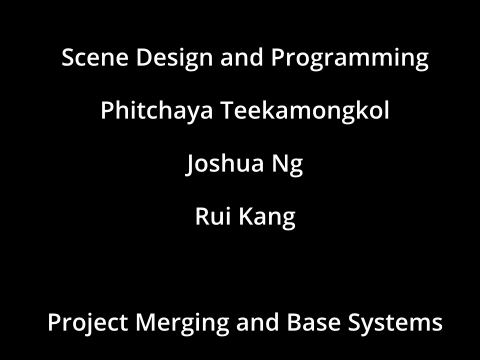 Scene Design and Programming
Phitchaya Teekamongkol
Joshua Ng
Rui Kang
Project Merging and Base Systems